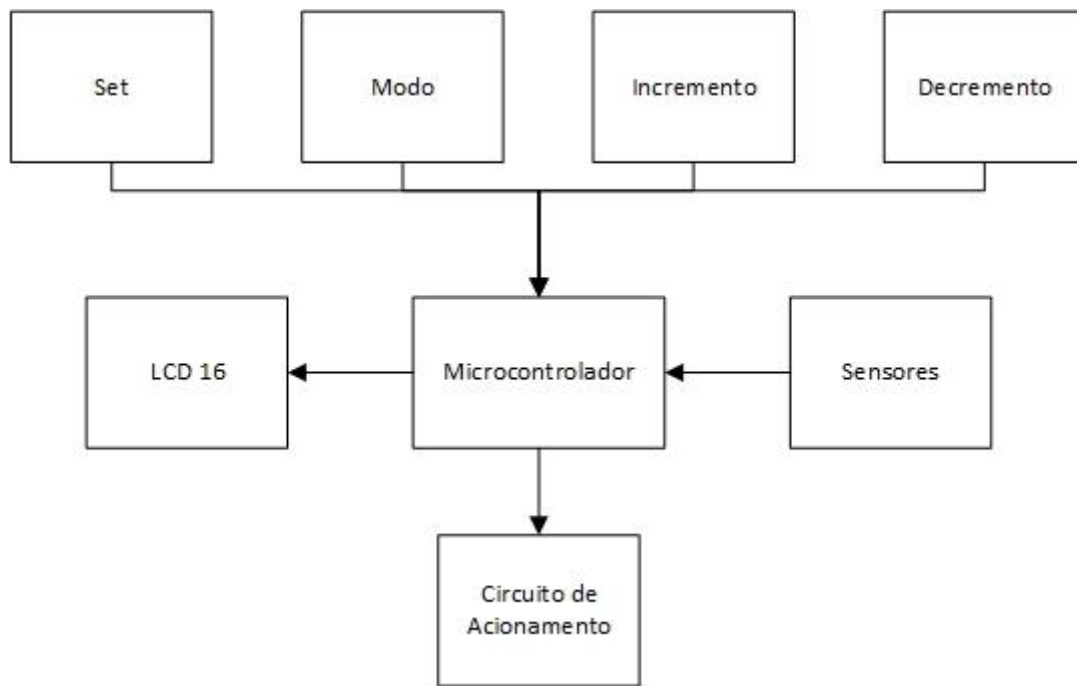 Set
Modo
Incremento
Decremento
LCD 16
Microcontrolador
Sensores
Circuito de
Acionamento